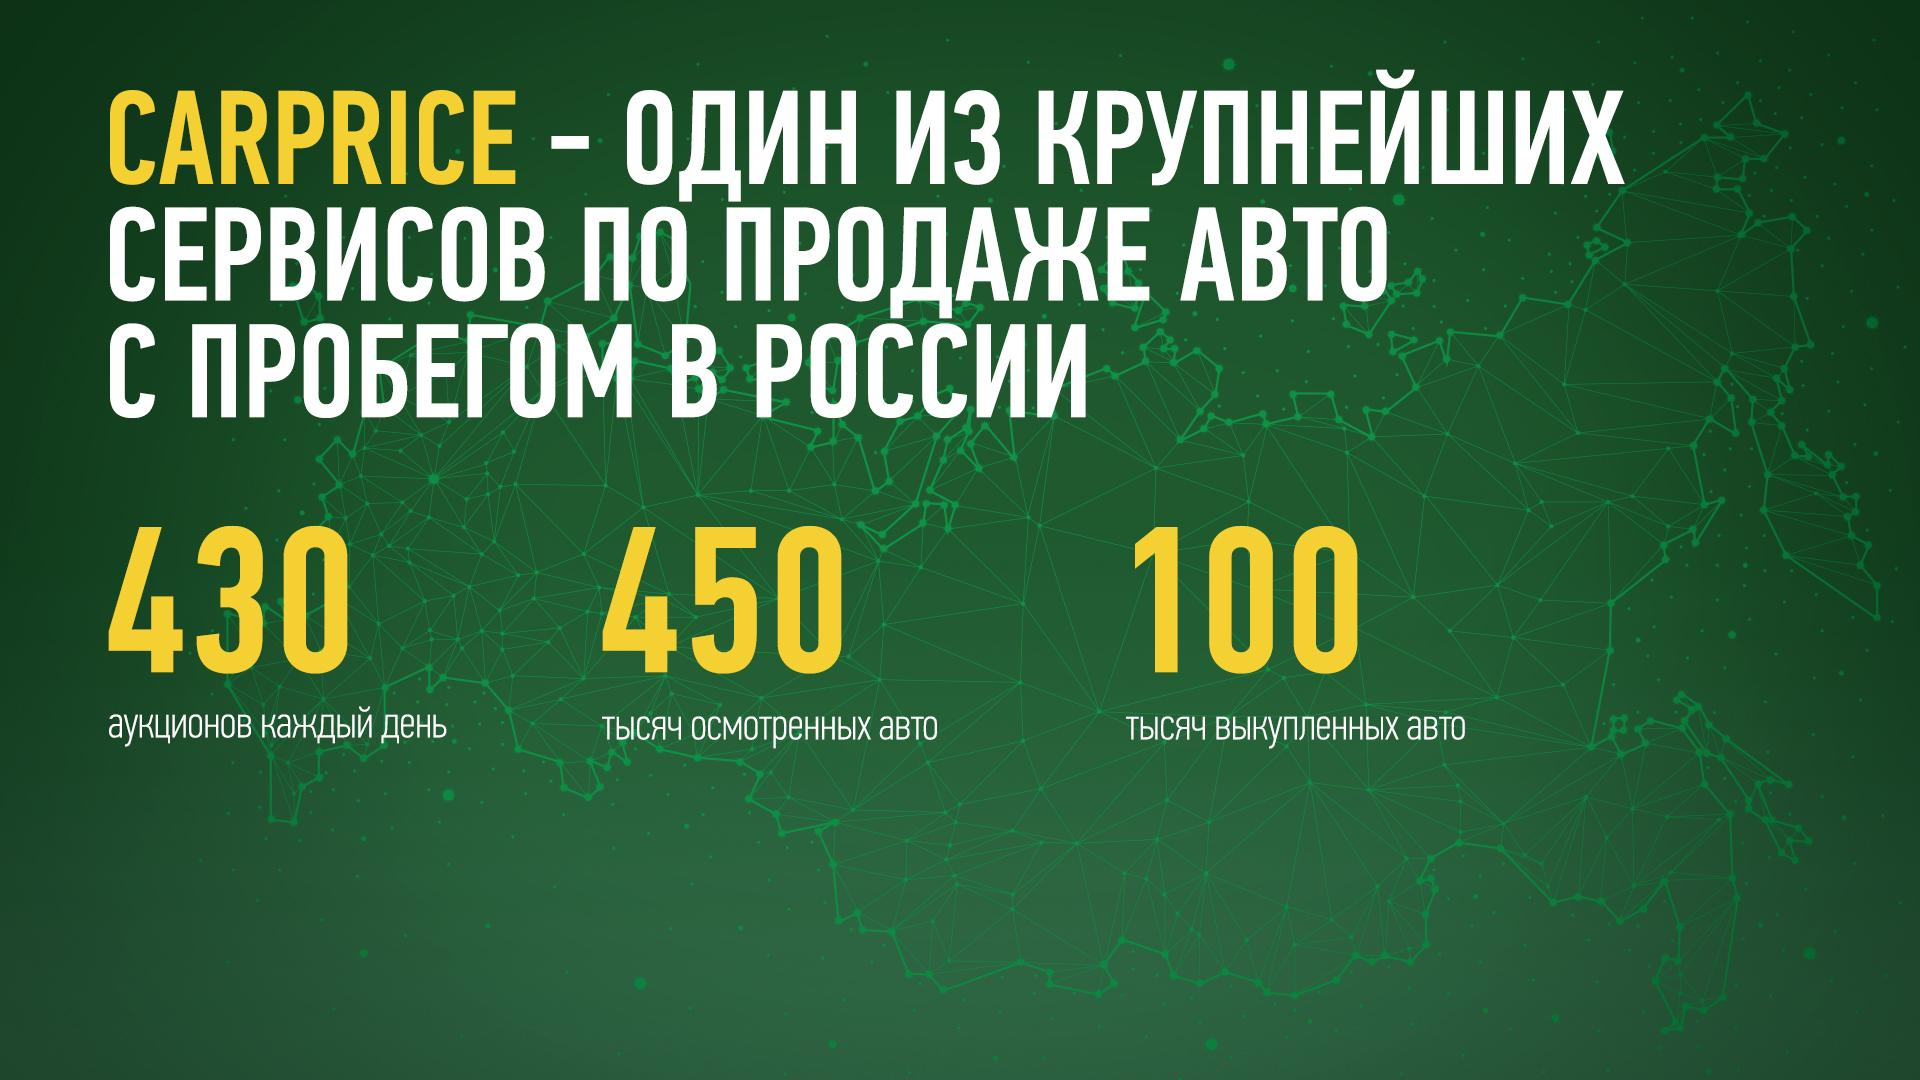 CARPRICE – ОДИН ИЗ КРУПНЕЙШИХ
СЕРВИСОВ ПО ПРОДАЖЕ АВТО
С ПРОБЕГОМ В РОССИИ
430 450 100
аукционов каждый день тысяч осмотренных авто тысяч выкупленных авто